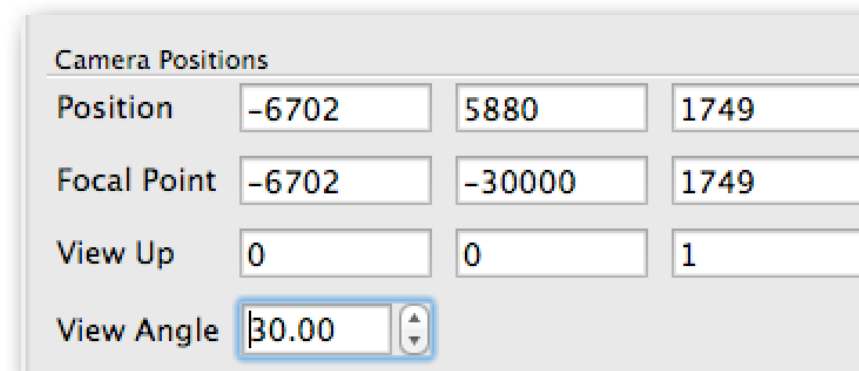 Camera Positions
Position -6702 5880 1749
Focal Point -6702 -30000 1749
View Up 0 0 1
View Angle 30.00